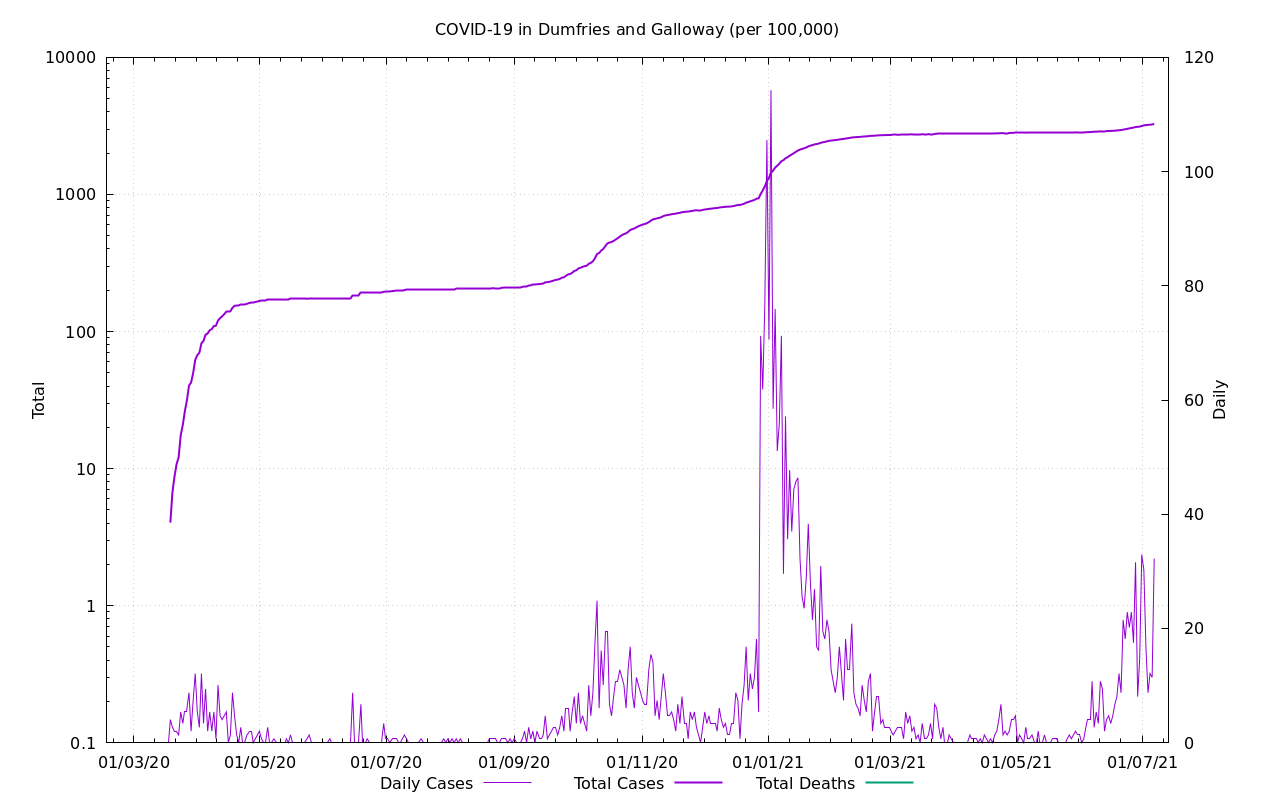 COVID-19 in Dumfries and Galloway (per 100,000)
10000
1000
100
10
1
0.1
Total
120
100
80
60
40
20
0
Daily
01/03/20 01/05/20 01/07/20 01/09/20 01/11/20 01/01/21 01/03/21 01/05/21 01/07/21
Daily Cases Total Cases Total Deaths